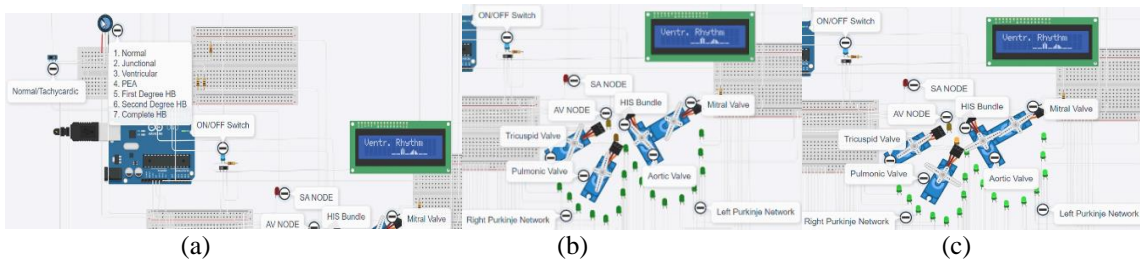 1. Normal
2. Junctional
3. Ventricular
4. PEA
5. First Degree HB
6. Second Degree HB
7. Complete HB
Normal/Tachycardic
ON/OFF Switch
Ventr. Rhythm
SA NODE
AV NODE
HIS Bundle
Mitral Valve
(a)
ON/OFF Switch
Ventr. Rhythm
SA NODE
AV NODE
HIS Bundle
Mitral Valve
Tricuspid Valve
Pulmonic Valve
Aortic Valve
Right Purkinje Network
Left Purkinje Network
(b)
ON/OFF Switch
Ventr. Rhythm
SA NODE
AV NODE
HIS Bundle
Mitral Valve
Tricuspid Valve
Pulmonic Valve
Aortic Valve
Right Purkinje Network
Left Purkinje Network
(c)